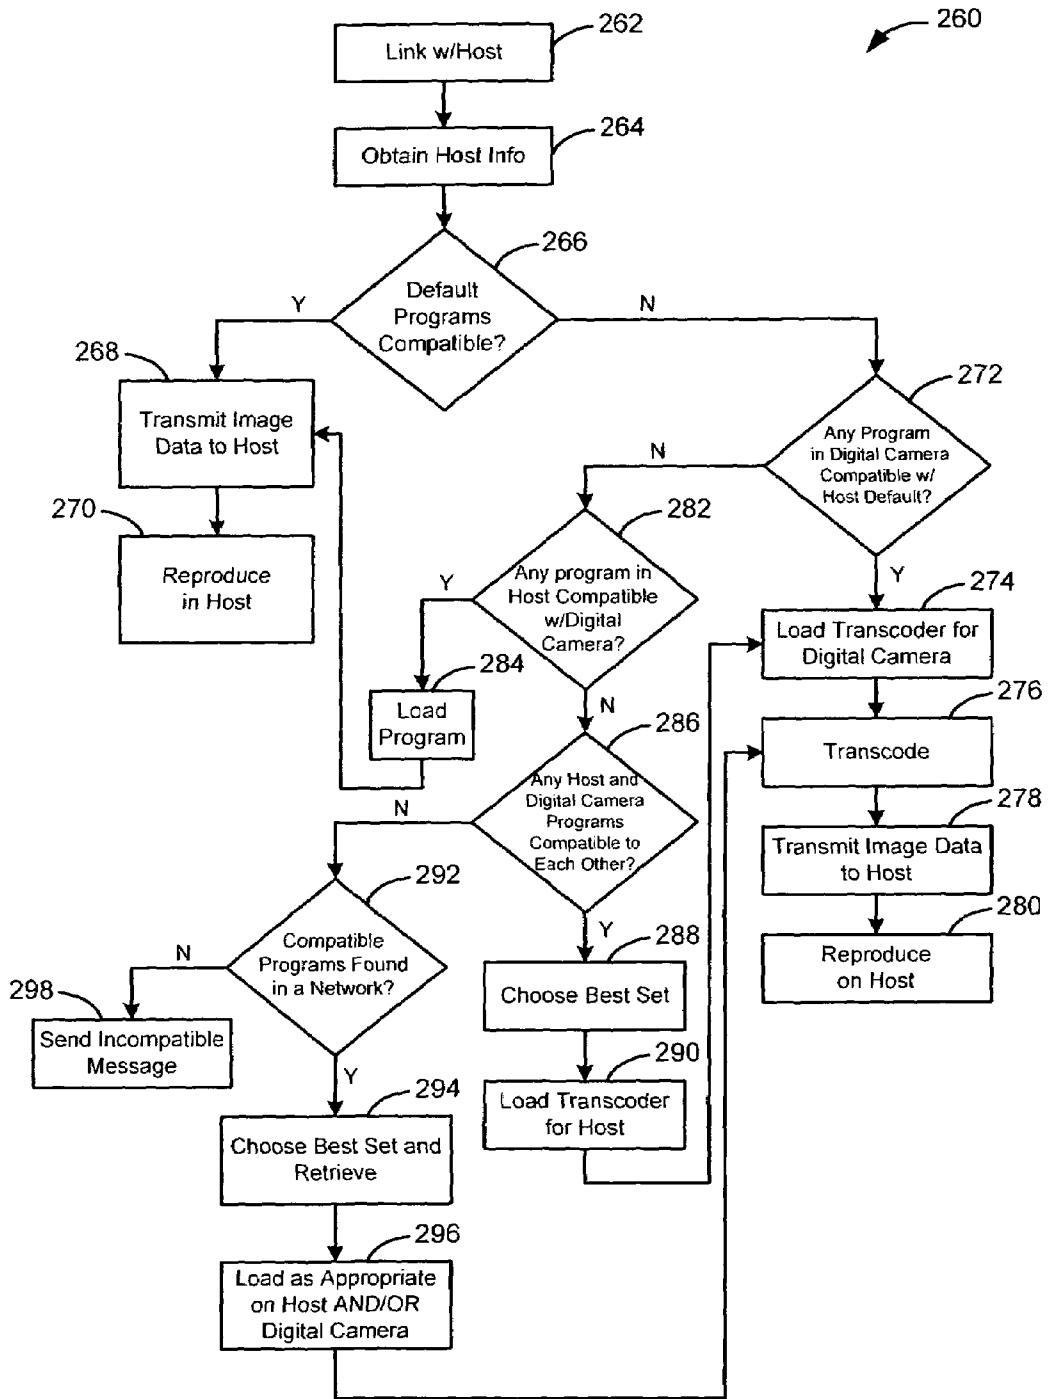 260
262
Link w/Host
264
Obtain Host Info
266
Default
Programs
Compatible?
Y
N
268
Transmit Image
Data to Host
270
Reproduce
in Host
272
Any Program
in Digital Camera
Compatible w/
Host Default?
N
Y
282
Any program in
Host Compatible
w/Digital
Camera?
Y
N
274
Load Transcoder for
Digital Camera
284
Load
Program
276
Transcode
286
Any Host and
Digital Camera
Programs
Compatible to
Each Other?
N
Y
278
Transmit Image Data
to Host
280
Reproduce
on Host
292
Compatible
Programs Found
in a Network?
N
Y
288
Choose Best Set
298
Send Incompatible
Message
290
Load Transcoder
for Host
294
Choose Best Set and
Retrieve
296
Load as Appropriate
on Host AND/OR
Digital Camera